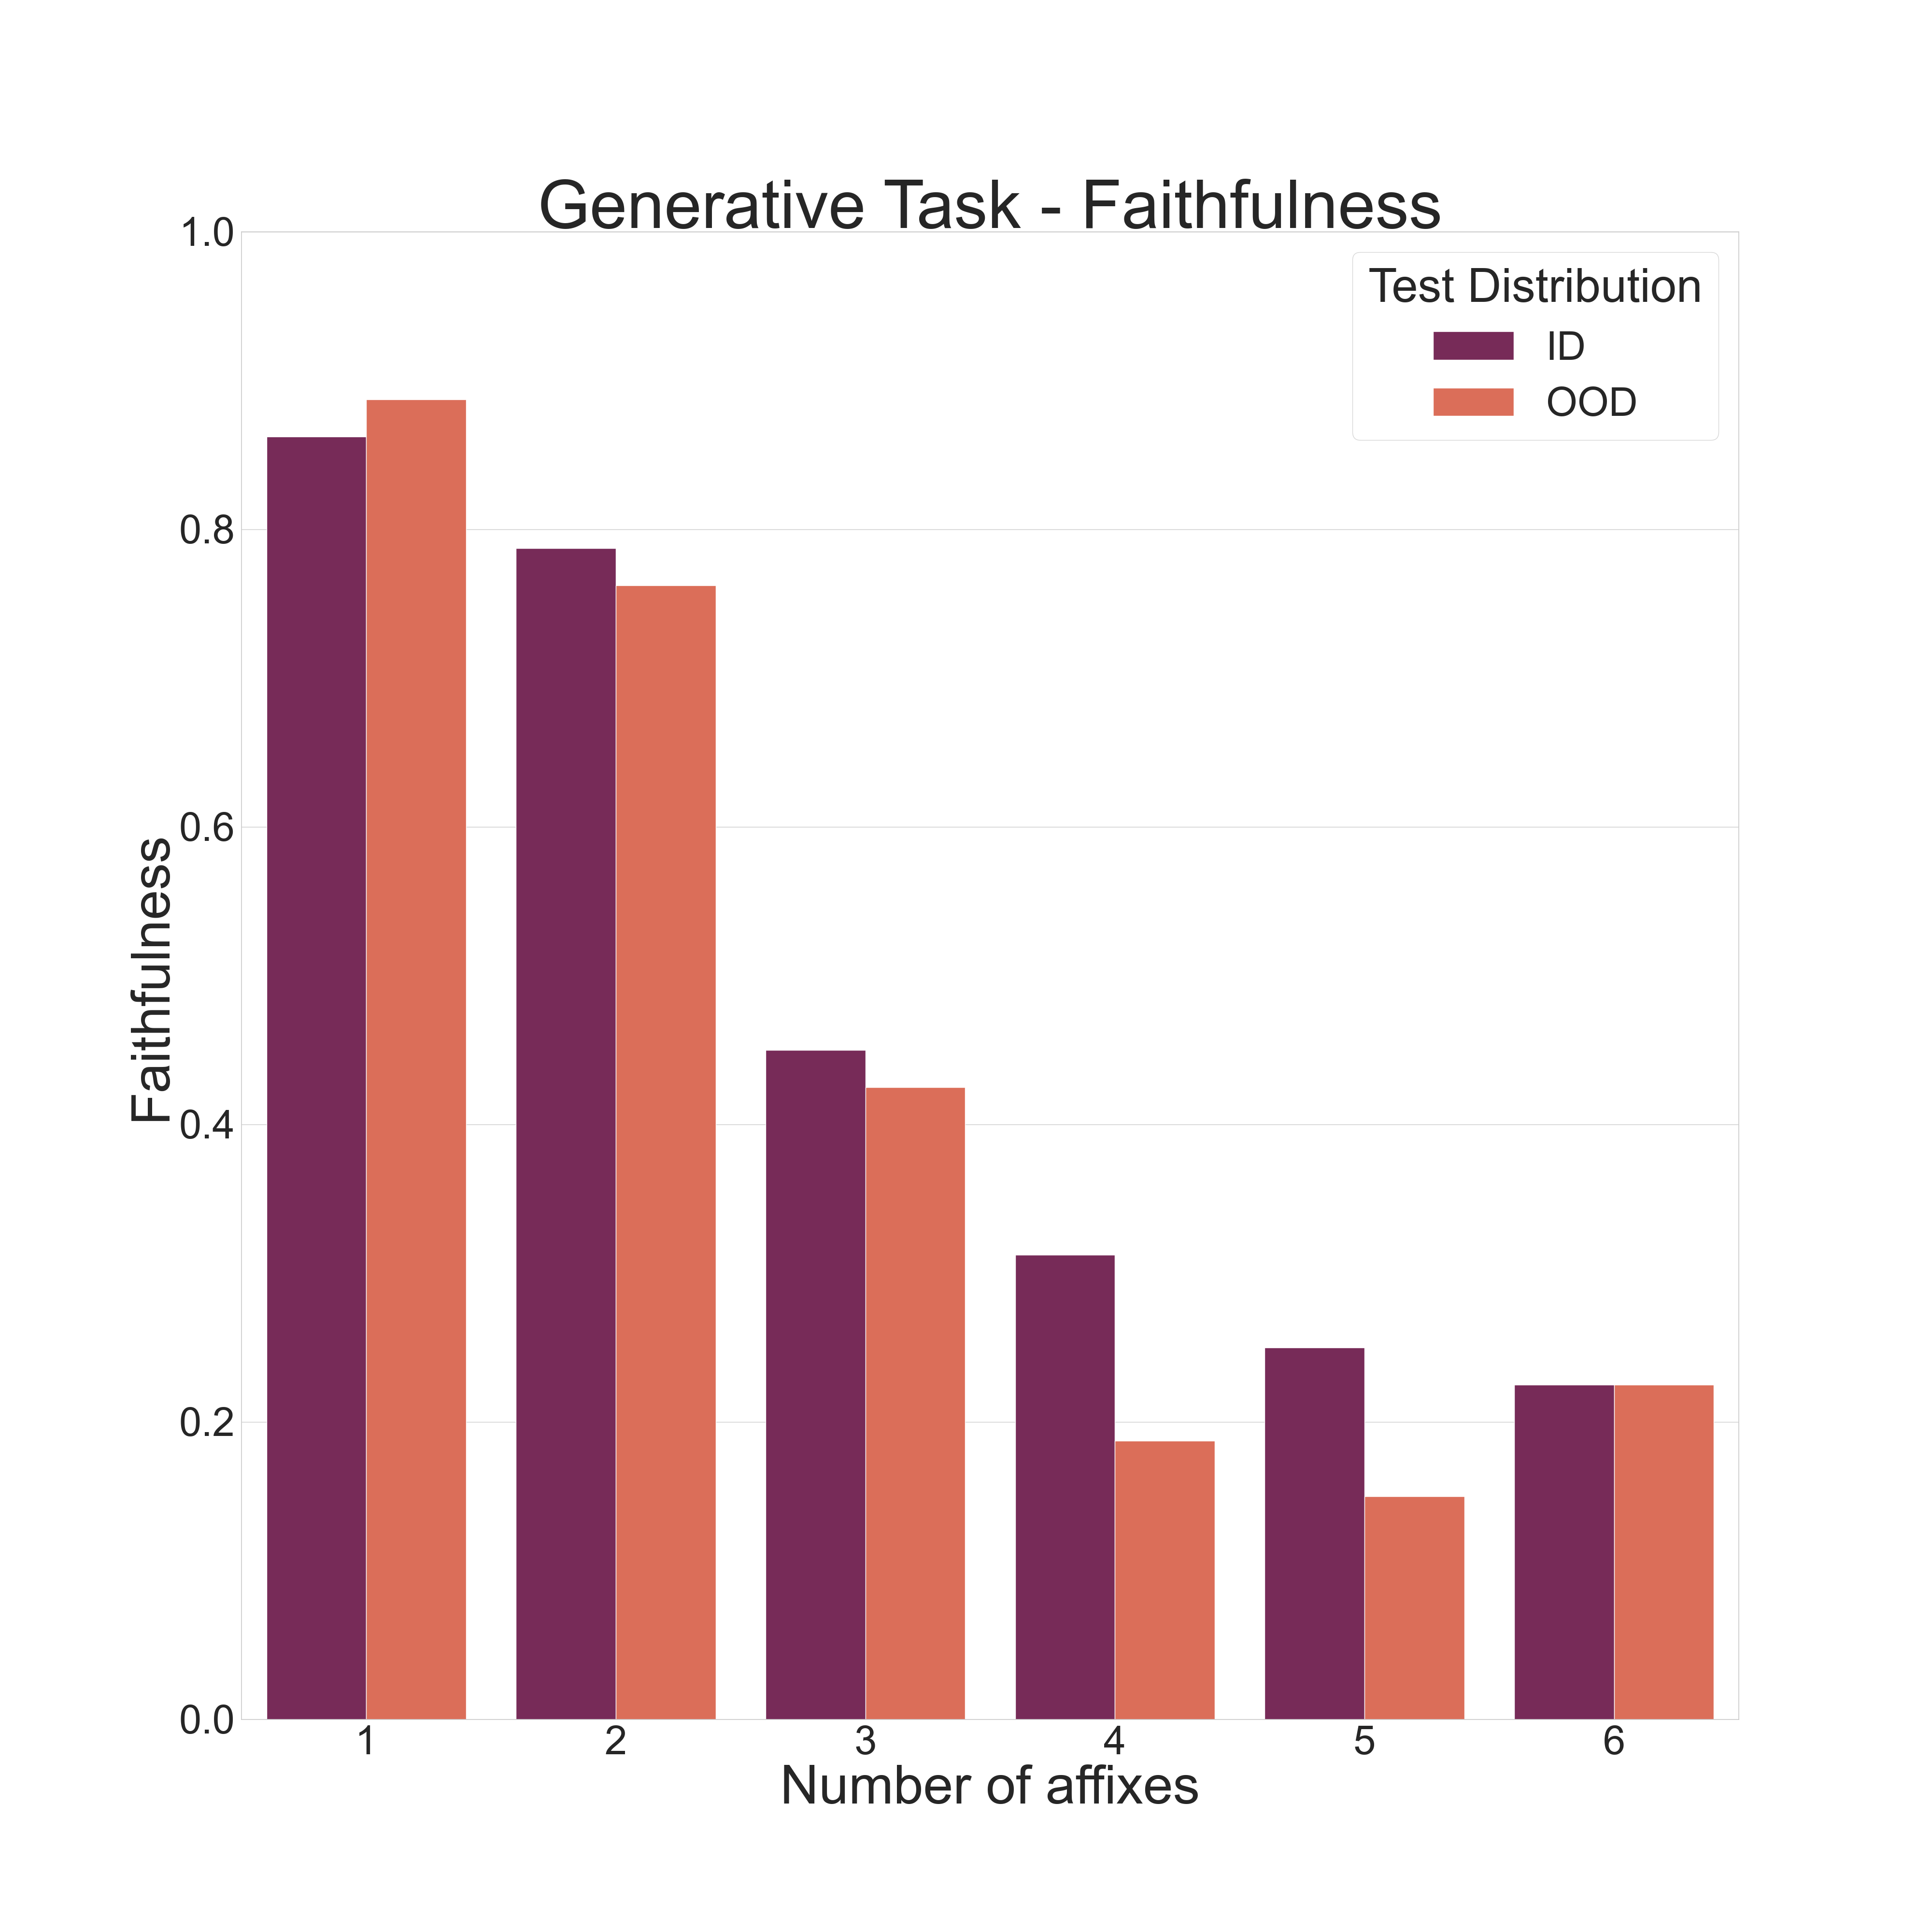 Generative Task - Faithfulness
1.0
0.8
0.6
0.4
0.2
0.0
Faithfulness
Test Distribution
ID
OOD
1 2 3 4 5 6
Number of affixes